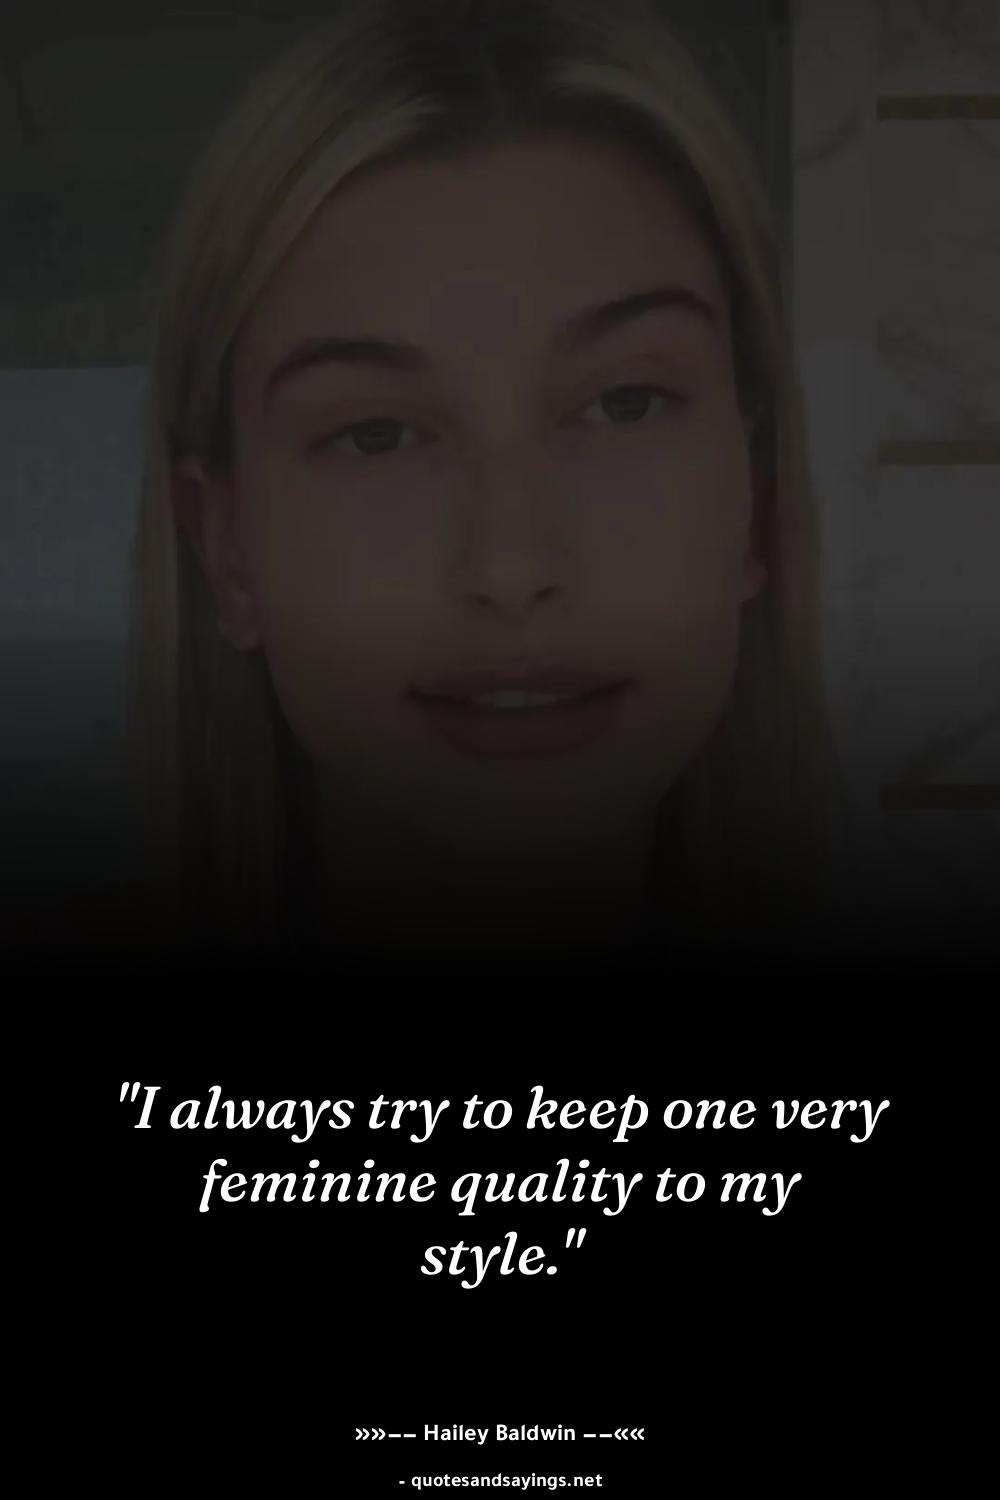 "I always try to keep one very
feminine quality to my
style."
»»–– Hailey Baldwin ––««
- quotesandsayings.net